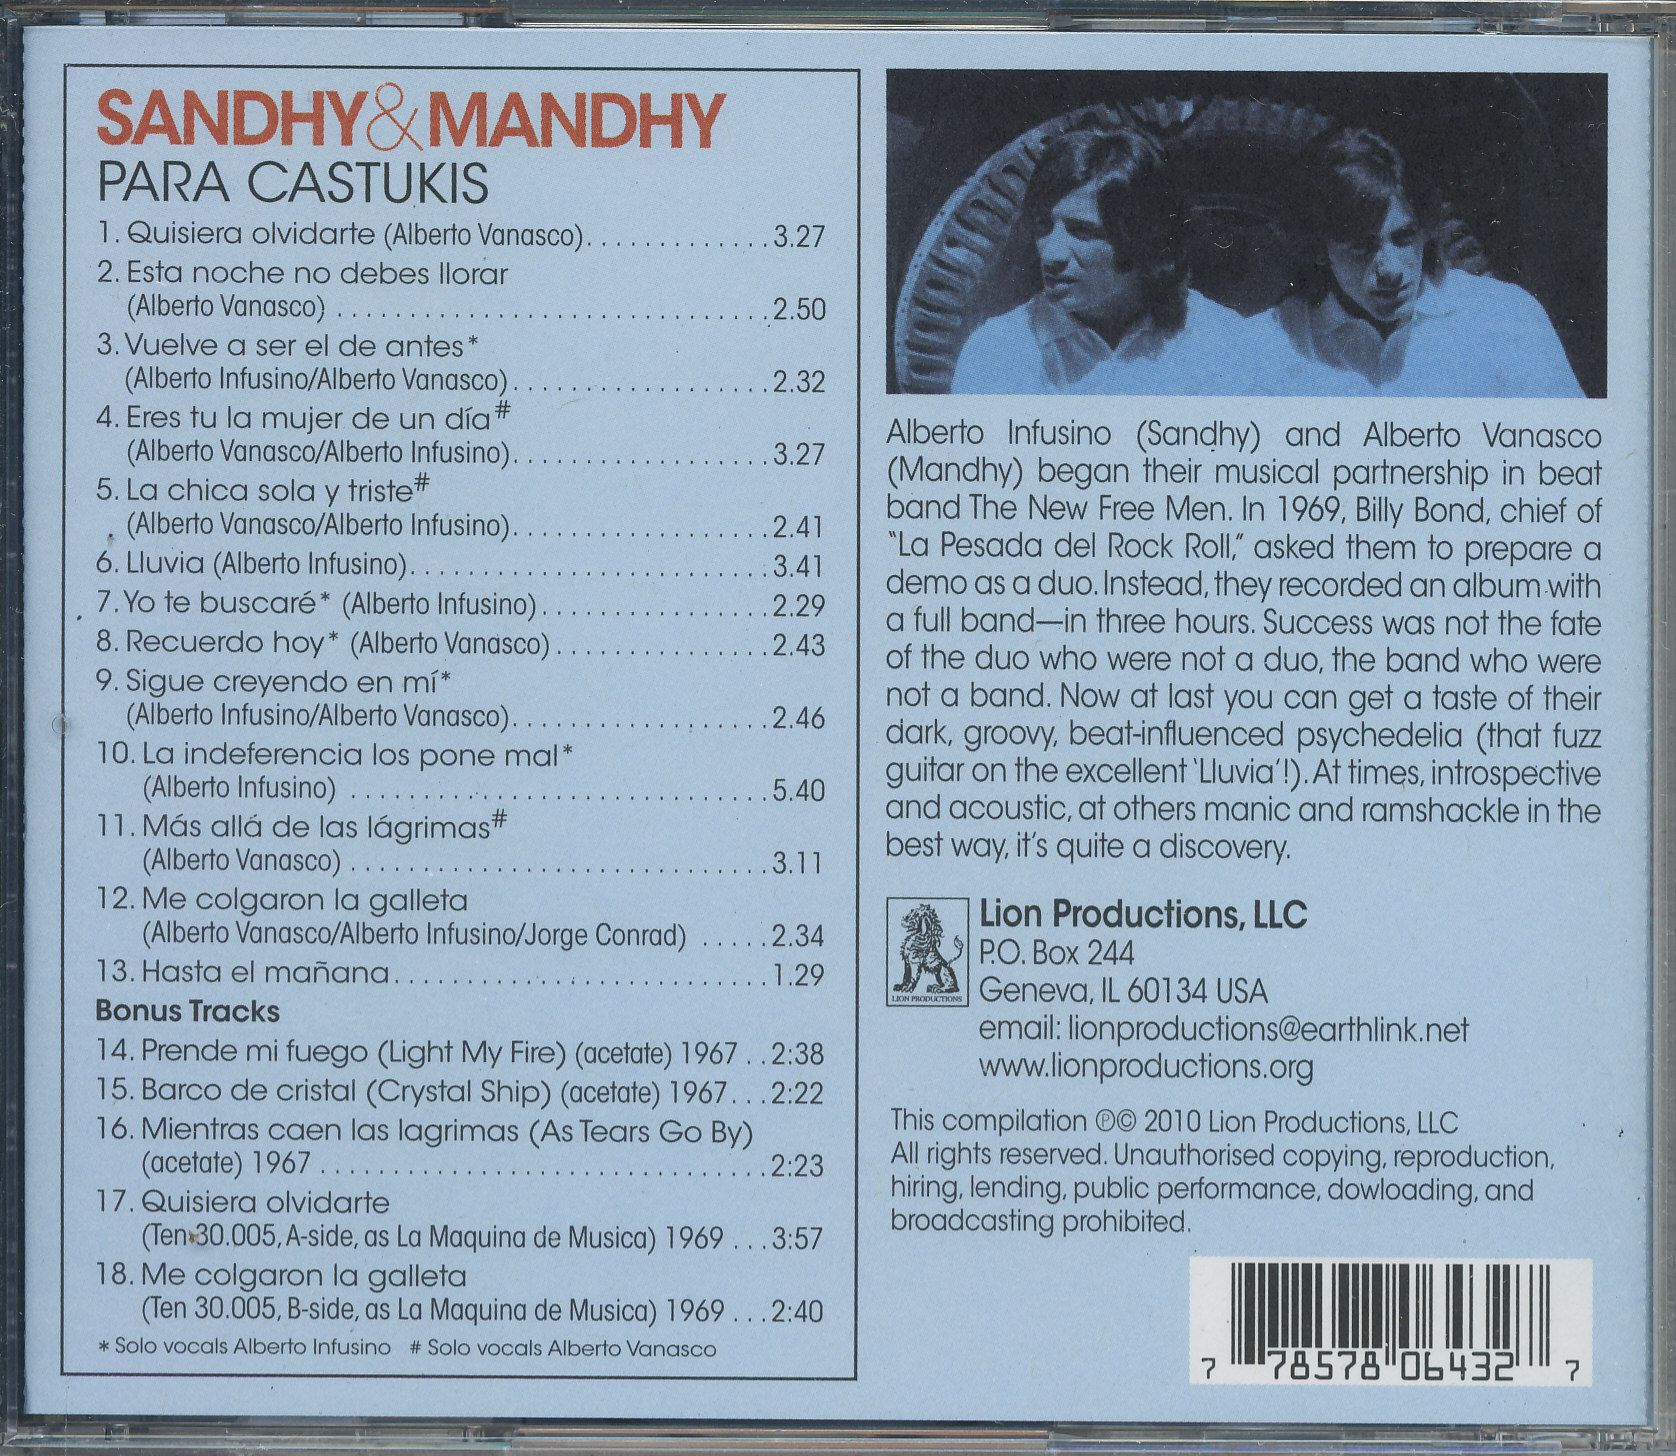 SANDHY&MANDHY
PARA CASTUKIS
1. Quisiera olvidarte (Alberto Vanasco). . . . . . . . . . . . . 3.27
2. Esta noche no debes llorar
(Alberto Vanasco) . . . . . . . . . . . . . . . . . . . . . . . . . . . . . . 2.50
3. Vuelve a ser el de antes*
(Alberto Infusino/Alberto Vanasco). . . . . . . . . . . . . . . . . . 2.32
4. Eres tu la mujer de un día#
(Alberto Vanasco/Alberto Infusino). . . . . . . . . . . . . . . . . . 3.27
5. La chica sola y triste#
(Alberto Vanasco/Alberto Infusino). . . . . . . . . . . . . . . . . . 2.41
6. Lluvia (Alberto Infusino). . . . . . . . . . . . . . . . . . . . . . . . . 3.41
7. Yo te buscaré* (Alberto Infusino) . . . . . . . . . . . . . . . . 2.29
8. Recuerdo hoy* (Alberto Vanasco) . . . . . . . . . . . . . . . 2.43
9. Sigue creyendo en mí*
(Alberto Infusino/Alberto Vanasco). . . . . . . . . . . . . . . . . . 2.46
10. La indeferencia los pone mal*
(Alberto Infusino) . . . . . . . . . . . . . . . . . . . . . . . . . . . . . 5.40
11. Más allá de las lágrimas#
(Alberto Vanasco) . . . . . . . . . . . . . . . . . . . . . . . . . . . . . 3.11
12. Me colgaron la galleta
(Alberto Vanasco/Alberto Infusino/Jorge Conrad) . . . . . 2.34
13. Hasta el mañana. . . . . . . . . . . . . . . . . . . . . . . . . . 1.29
Bonus Tracks
14. Prende mi fuego (Light My Fire) (acetate) 1967 . . 2:38
15. Barco de cristal (Crystal Ship) (acetate) 1967. . . 2:22
16. Mientras caen las lagrimas (As Tears Go By)
(acetate) 1967 . . . . . . . . . . . . . . . . . . . . . . . . . . . . . . . 2:23
17. Quisiera olvidarte
(Ten 30.005, A-side, as La Maquina de Musica) 1969 . . . 3:57
18. Me colgaron la galleta
(Ten 30.005, B-side, as La Maquina de Musica) 1969 . . . 2:40
* Solo vocals Alberto Infusino # Solo vocals Alberto Vanasco
Alberto Infusino (Sandhy) and Alberto Vanasco
(Mandhy) began their musical partnership in beat
band The New Free Men. In 1969, Billy Bond, chief of
"La Pesada del Rock Roll," asked them to prepare a
demo as a duo. Instead, they recorded an album with
a full band—in three hours. Success was not the fate
of the duo who were not a duo, the band who were
not a band. Now at last you can get a taste of their
dark, groovy, beat-influenced psychedelia (that fuzz
guitar on the excellent 'Lluvia'!). At times, introspective
and acoustic, at others manic and ramshackle in the
best way, it's quite a discovery.
LION PRODUCTIONS
Lion Productions, LLC
P.O. Box 244
Geneva, IL 60134 USA
email: lionproductions@earthlink.net
www.lionproductions.org
This compilation ℗© 2010 Lion Productions, LLC
All rights reserved. Unauthorised copying, reproduction,
hiring, lending, public performance, dowloading, and
broadcasting prohibited.
7 78578 06432 7